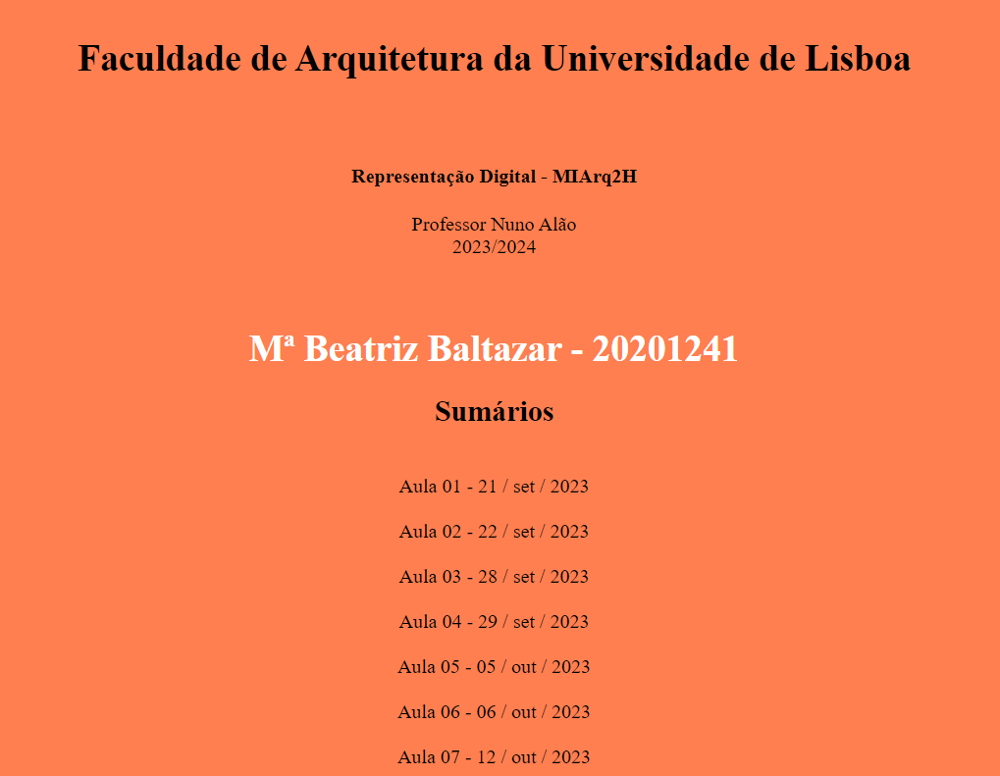 Faculdade de Arquitetura da Universidade de Lisboa
Representação Digital - MIArq2H
Professor Nuno Alão
2023/2024
Mª Beatriz Baltazar - 20201241
Sumários
Aula 01 - 21 / set / 2023
Aula 02 - 22 / set / 2023
Aula 03 - 28 / set / 2023
Aula 04 - 29 / set / 2023
Aula 05 - 05 / out / 2023
Aula 06 - 06 / out / 2023
Aula 07 - 12 / out / 2023